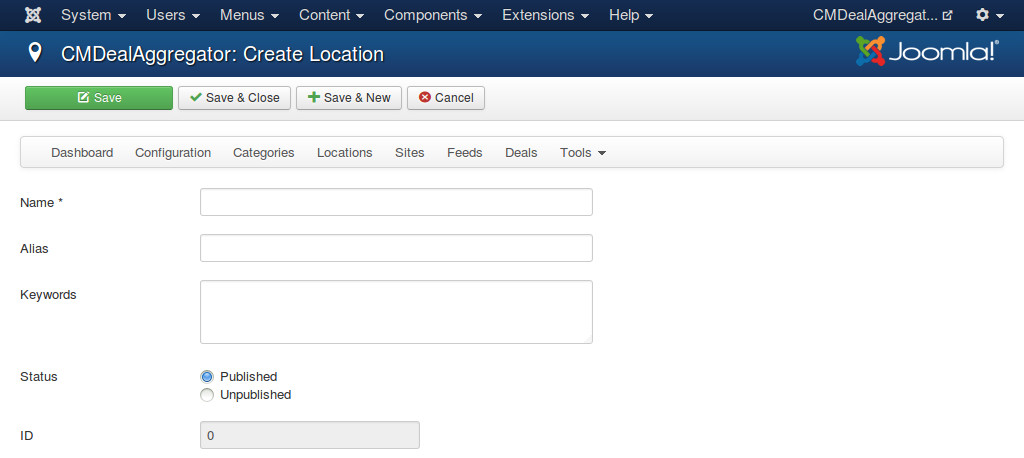 System Users Menus Content Components Extensions Help CMDealAggregat...
CMDealAggregator: Create Location Joomla!®
Save Save & Close Save & New Cancel
Dashboard Configuration Categories Locations Sites Feeds Deals Tools
Name *
Alias
Keywords
Status Published
Unpublished
ID 0